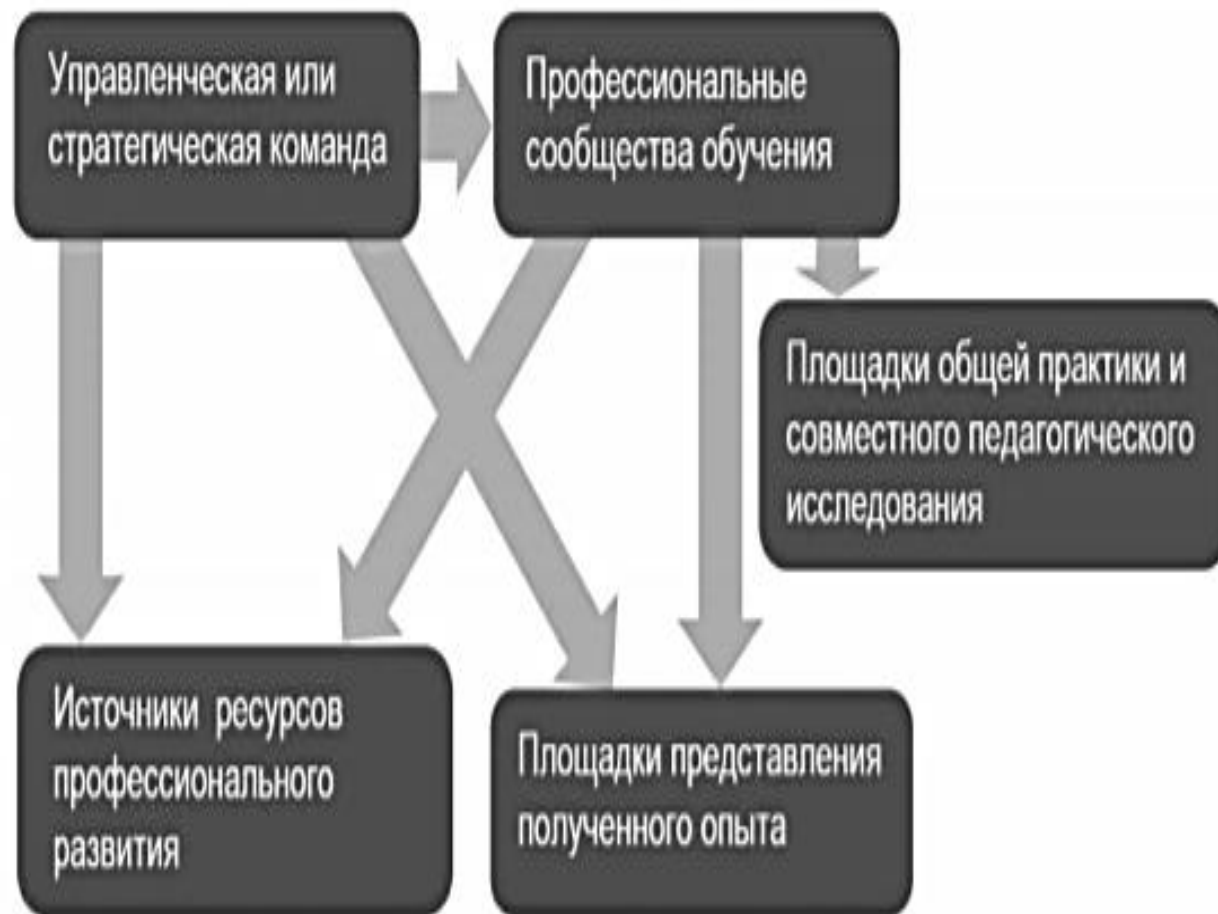 Управленческая или
стратегическая команда
Профессиональные
сообщества обучения
Площадки общей практики и
совместного педагогического
исследования
Источники ресурсов
профессионального
развития
Площадки представления
полученного опыта